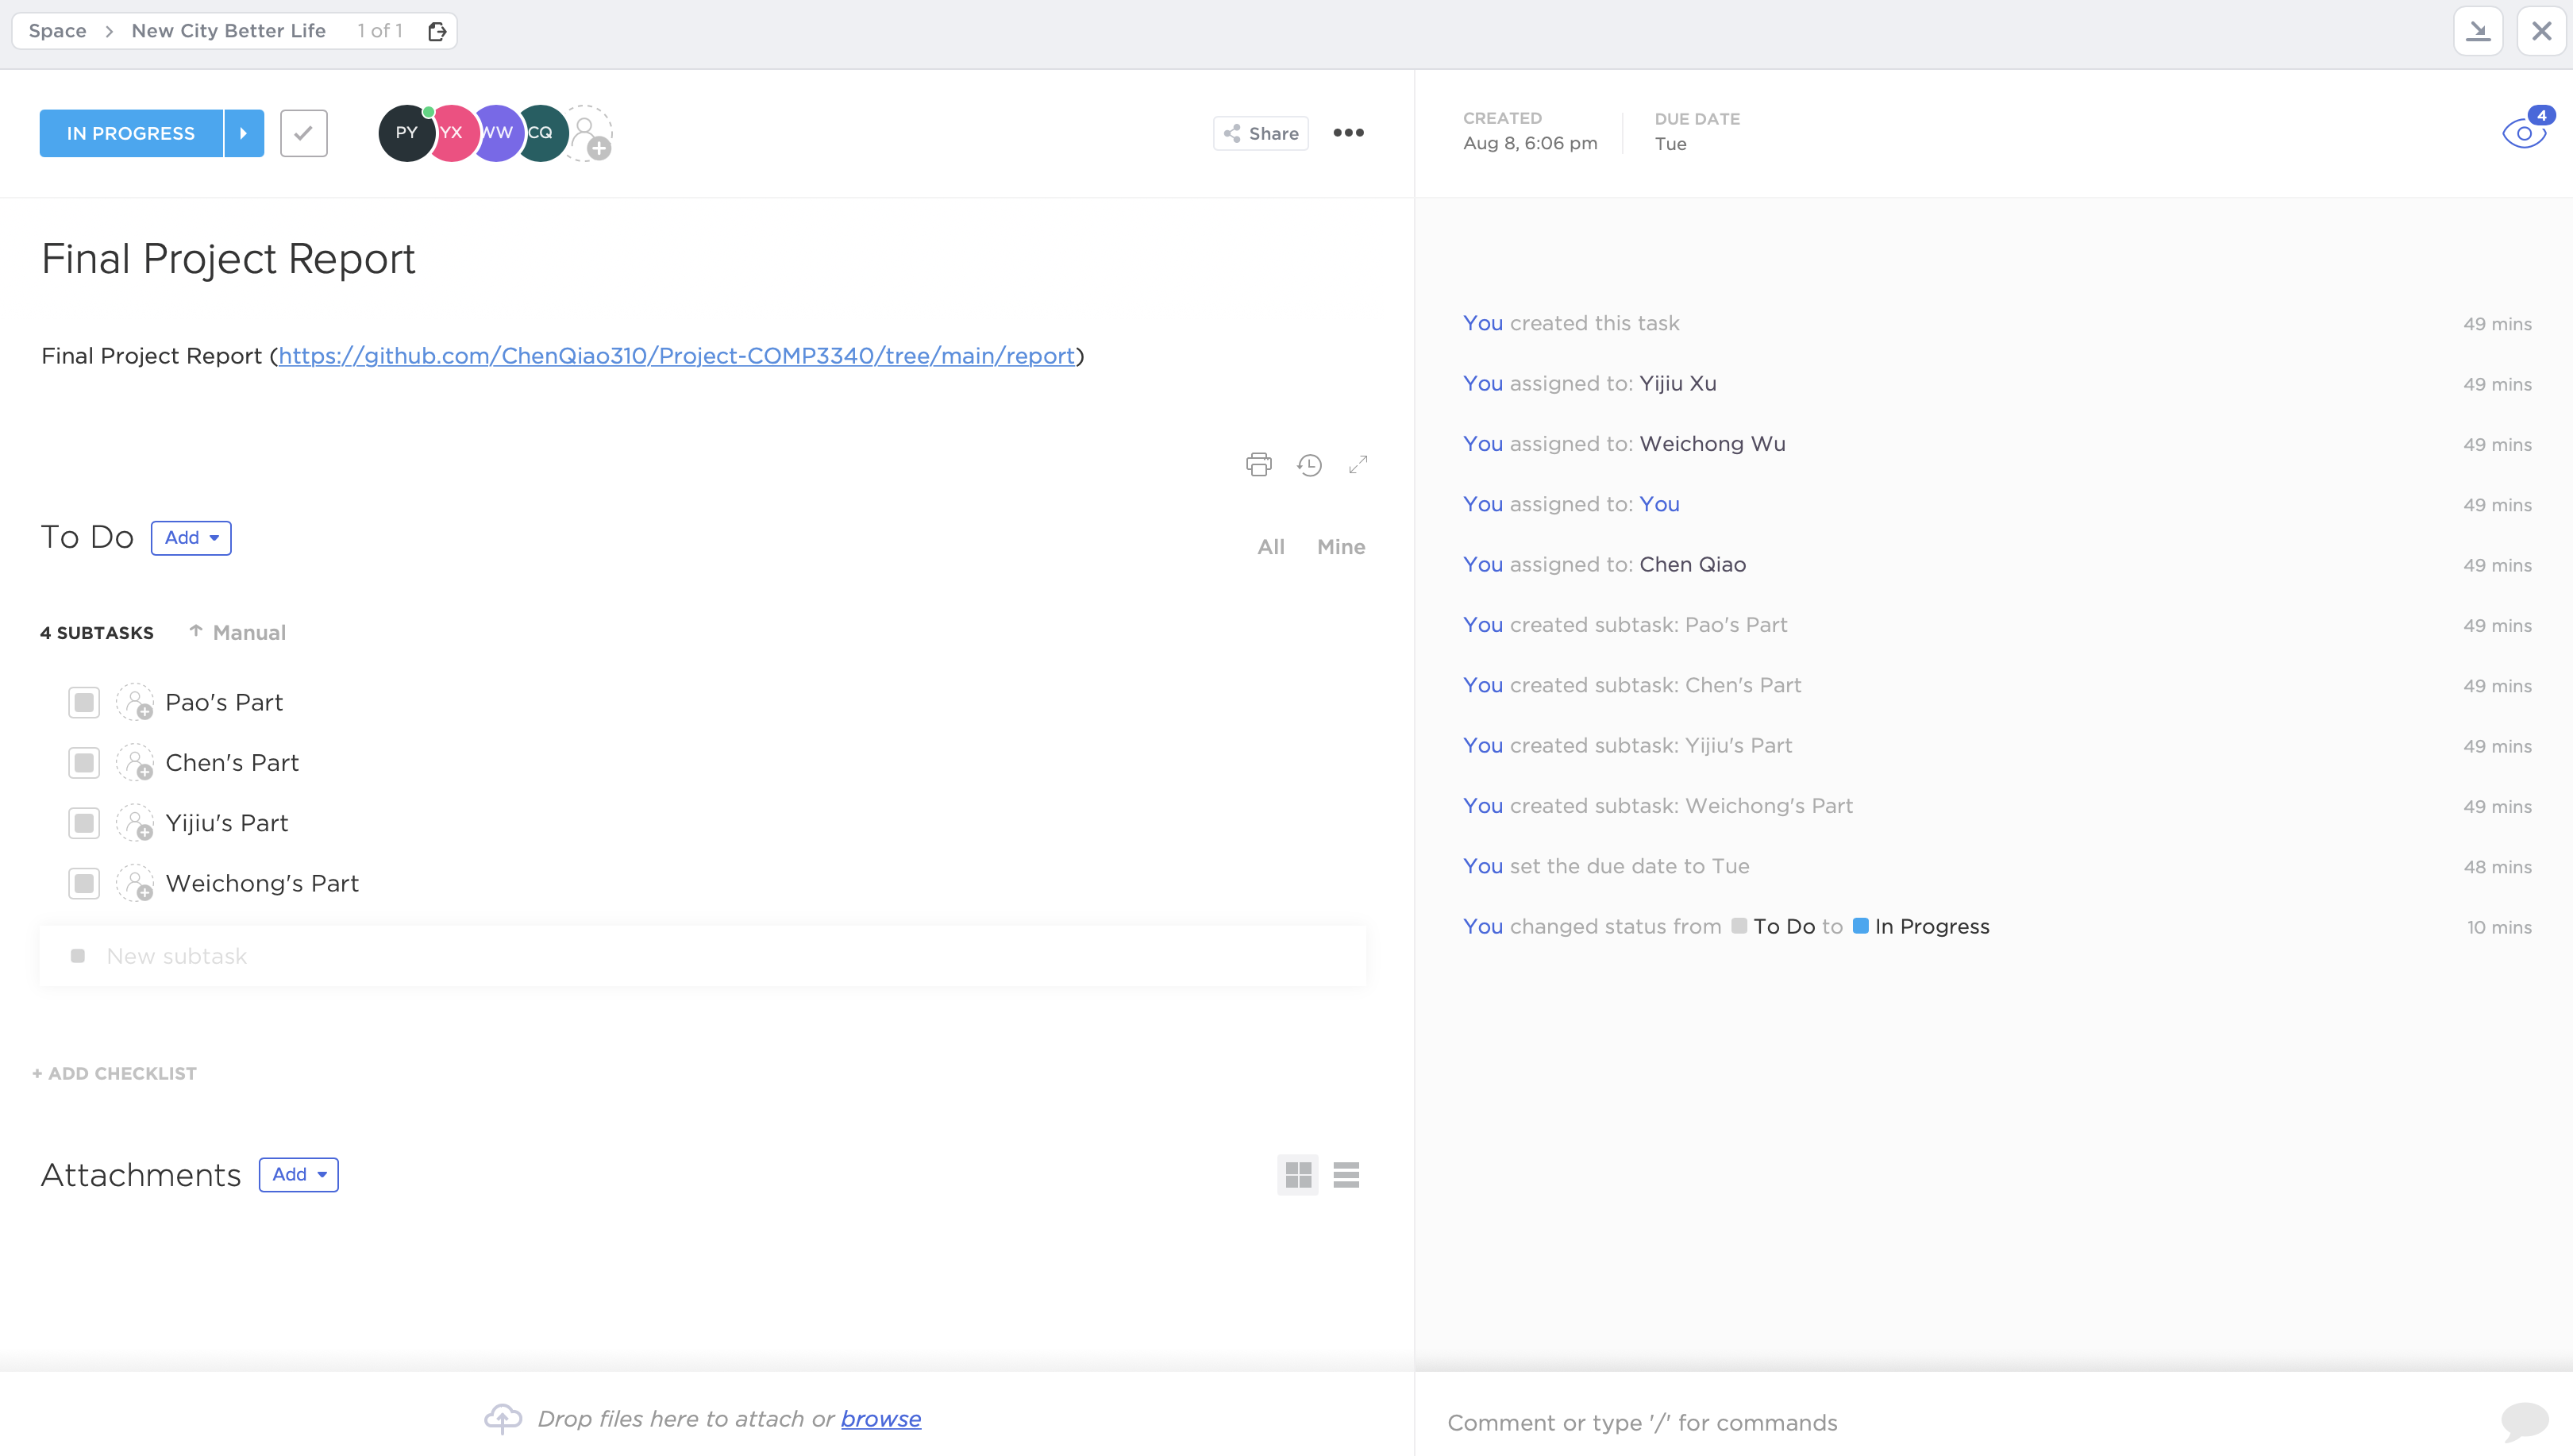 Space > New City Better Life 1 of 1
IN PROGRESS
PY YX WW CQ
Share
CREATED
Aug 8, 6:06 pm
DUE DATE
Tue
4
Final Project Report
Final Project Report (https://github.com/ChenQiao310/Project-COMP3340/tree/main/report)
To Do Add
All Mine
4 SUBTASKS Manual
Pao's Part
Chen's Part
Yijiu's Part
Weichong's Part
New subtask
+ ADD CHECKLIST
Attachments Add
Drop files here to attach or browse
You created this task 49 mins
You assigned to: Yijiu Xu 49 mins
You assigned to: Weichong Wu 49 mins
You assigned to: You 49 mins
You assigned to: Chen Qiao 49 mins
You created subtask: Pao's Part 49 mins
You created subtask: Chen's Part 49 mins
You created subtask: Yijiu's Part 49 mins
You created subtask: Weichong's Part 49 mins
You set the due date to Tue 48 mins
You changed status from To Do to In Progress 10 mins
Comment or type '/' for commands